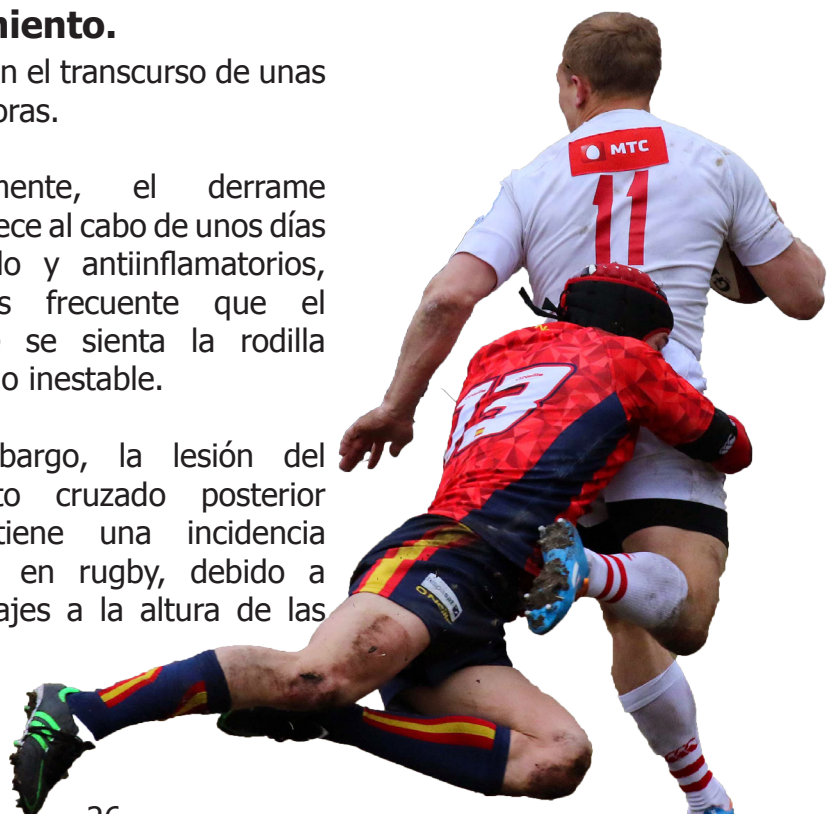 miento.
n el transcurso de unas
oras.
mente, el derrame
ece al cabo de unos días
lo y antiinflamatorios,
s frecuente que el
se sienta la rodilla
o inestable.
bargo, la lesión del
to cruzado posterior
tiene una incidencia
en rugby, debido a
ajes a la altura de las
MTC
11
13
O'Neills